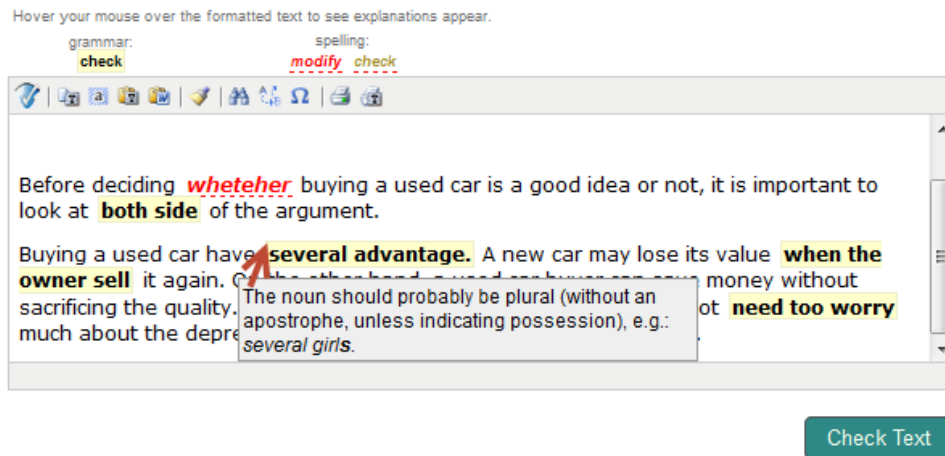 Hover your mouse over the formatted text to see explanations appear.
grammar: spelling:
check modify check
Before deciding wheteher buying a used car is a good idea or not, it is important to
look at both side of the argument.
Buying a used car have several advantage. A new car may lose its value when the
owner sell it again. money without
The noun should probably be plural (without an
sacrificing the quality. ot need too worry
apostrophe, unless indicating possession), e.g.:
much about the depre
several girls.
Check Text